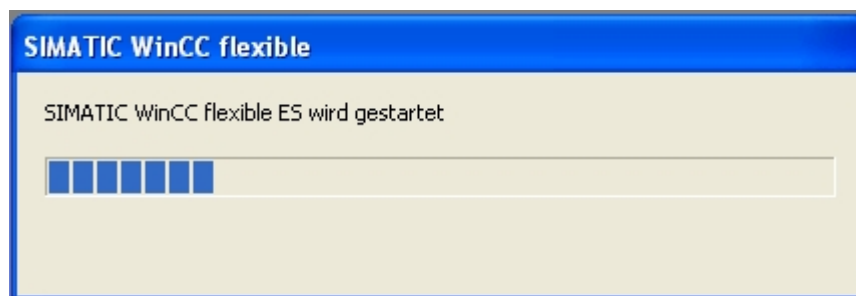 SIMATIC WinCC flexible
SIMATIC WinCC flexible ES wird gestartet